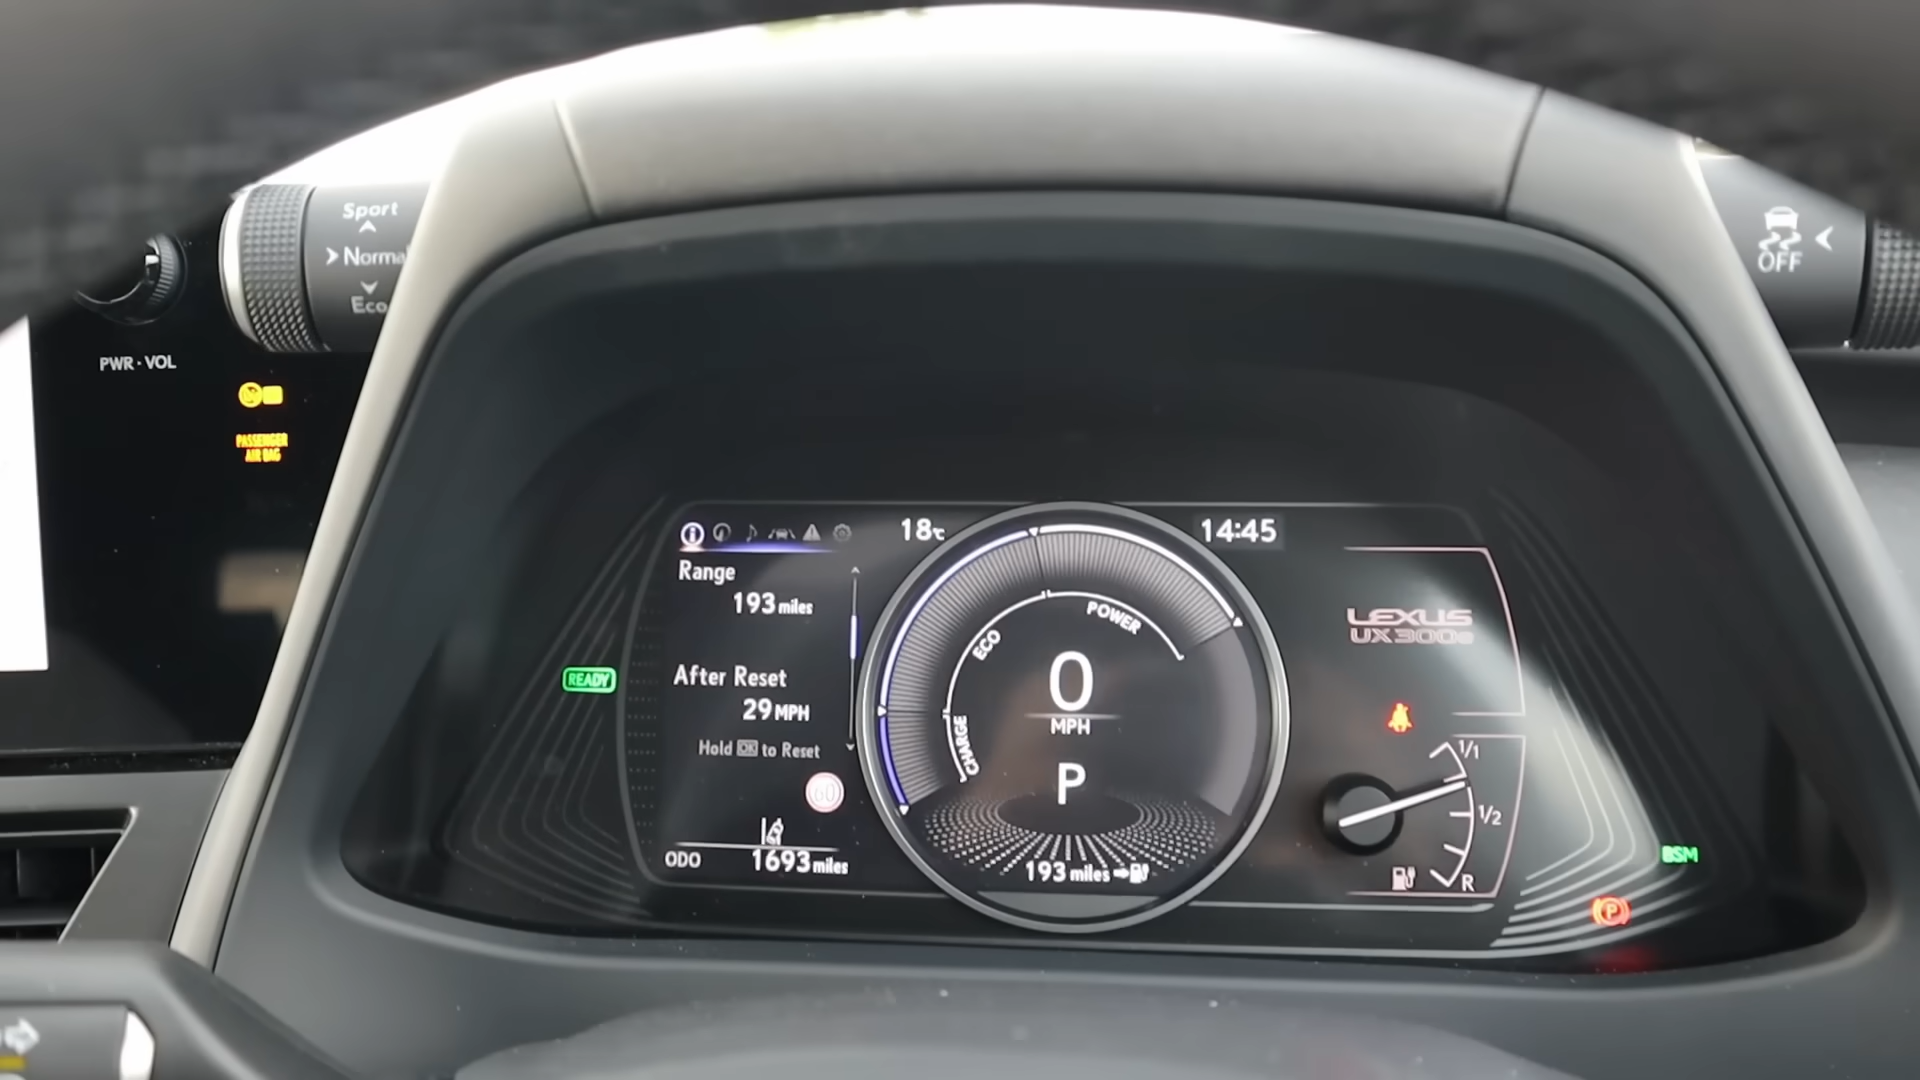 Sport
Normal
Eco
OFF
PWR·VOL
PASSENGER
AIR BAG
18℃
14:45
Range
193 miles
After Reset
29 MPH
Hold OK to Reset
60
ODO 1693 miles
READY
CHARGE
ECO
POWER
0
MPH
P
193 miles
LEXUS
UX300e
1/1
1/2
R
BSM
P